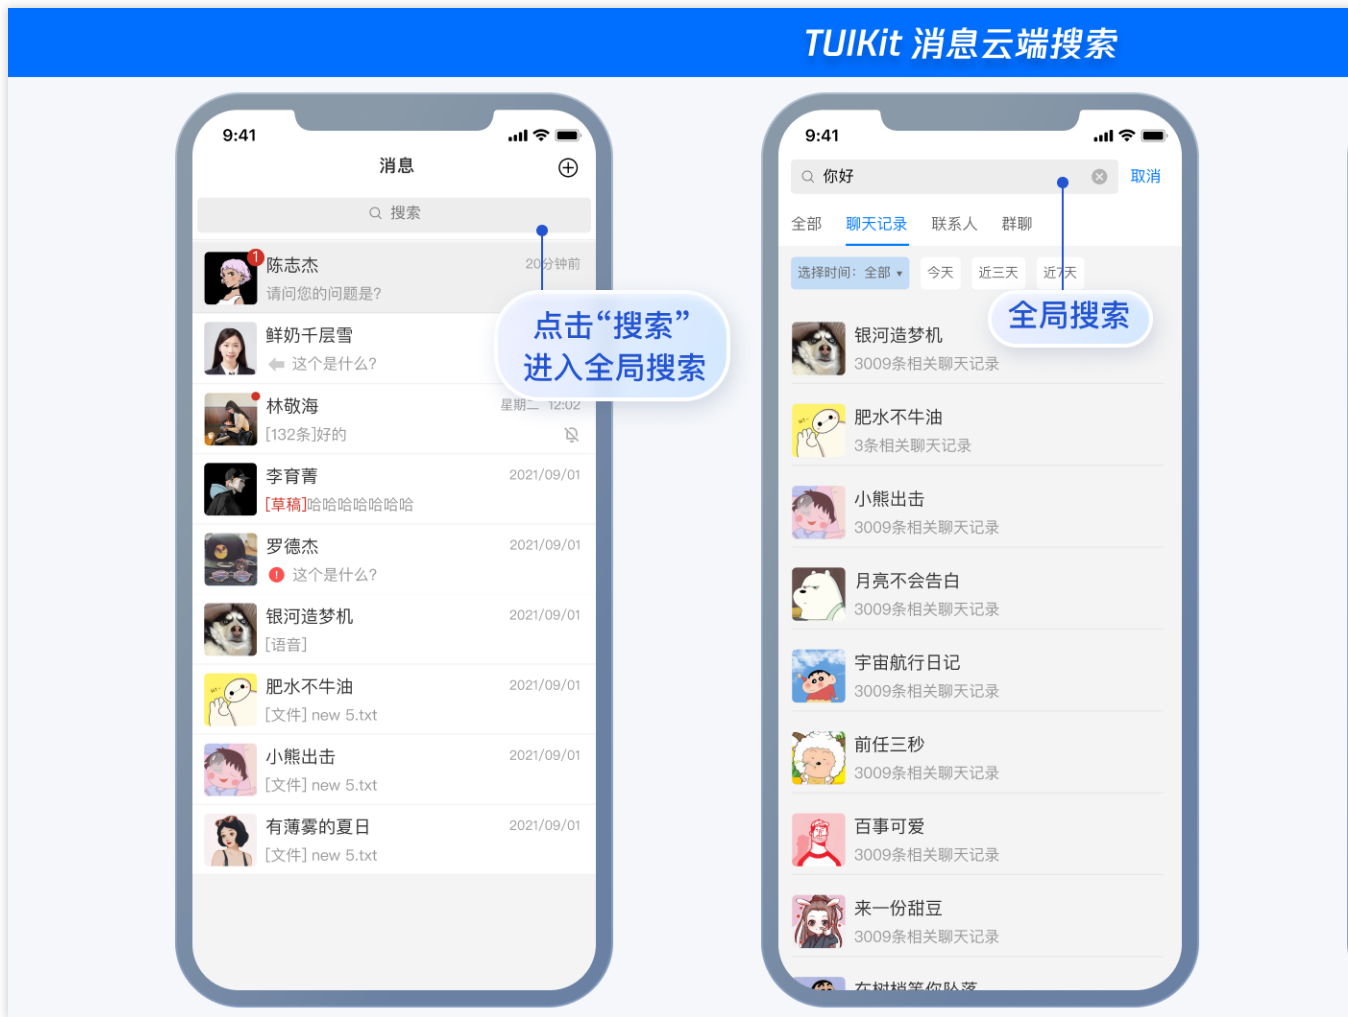 TUIKit 消息云端搜索
9:41
消息
搜索
1
陈志杰
20分钟前
请问您的问题是?
鲜奶千层雪
这个是什么?
点击“搜索”
进入全局搜索
林敬海
星期二 12:02
[132条]好的
李育菁
2021/09/01
[草稿]哈哈哈哈哈哈哈
罗德杰
2021/09/01
这个是什么?
银河造梦机
2021/09/01
[语音]
肥水不牛油
2021/09/01
[文件] new 5.txt
小熊出击
2021/09/01
[文件] new 5.txt
有薄雾的夏日
2021/09/01
[文件] new 5.txt
9:41
你好
取消
全部 聊天记录 联系人 群聊
选择时间: 全部 今天 近三天 近7天
全局搜索
银河造梦机
3009条相关聊天记录
肥水不牛油
3条相关聊天记录
小熊出击
3009条相关聊天记录
月亮不会告白
3009条相关聊天记录
宇宙航行日记
3009条相关聊天记录
前任三秒
3009条相关聊天记录
百事可爱
3009条相关聊天记录
来一份甜豆
3009条相关聊天记录
在树梢等你坠落